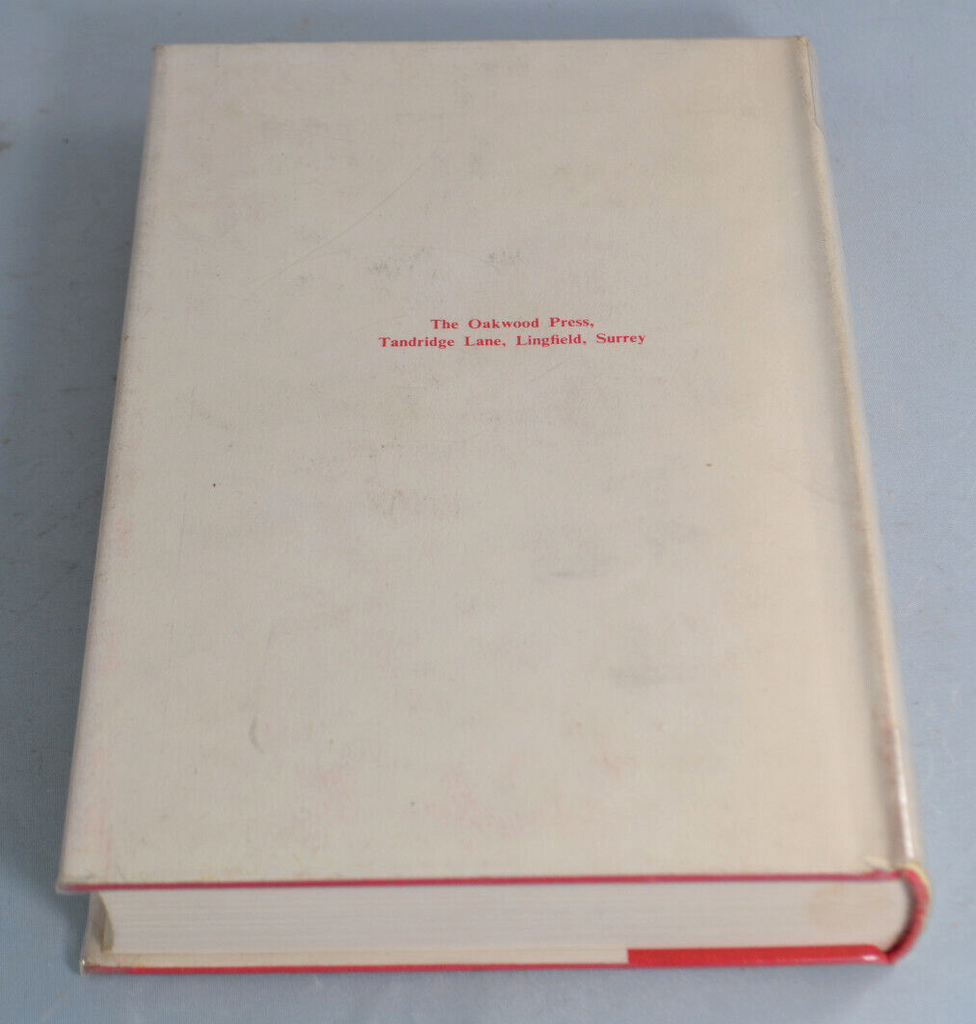 The Oakwood Press,
Tandridge Lane, Lingfield, Surrey